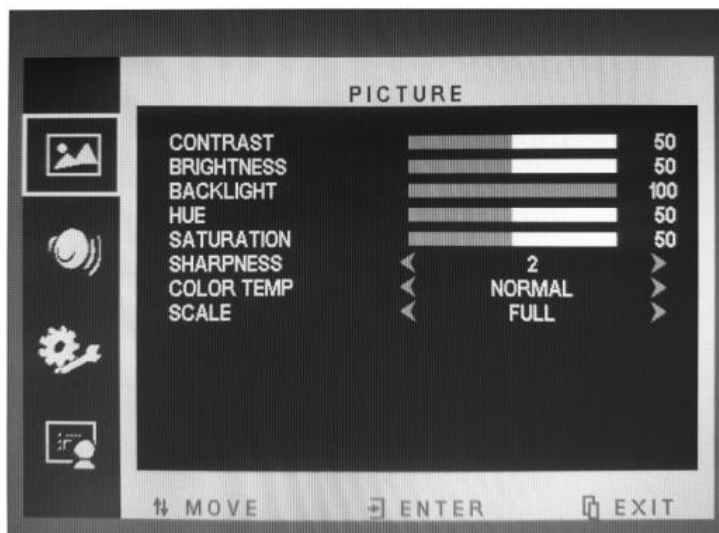 PICTURE
CONTRAST 50
BRIGHTNESS 50
BACKLIGHT 100
HUE 50
SATURATION 50
SHARPNESS 2
COLOR TEMP NORMAL
SCALE FULL
MOVE ENTER EXIT